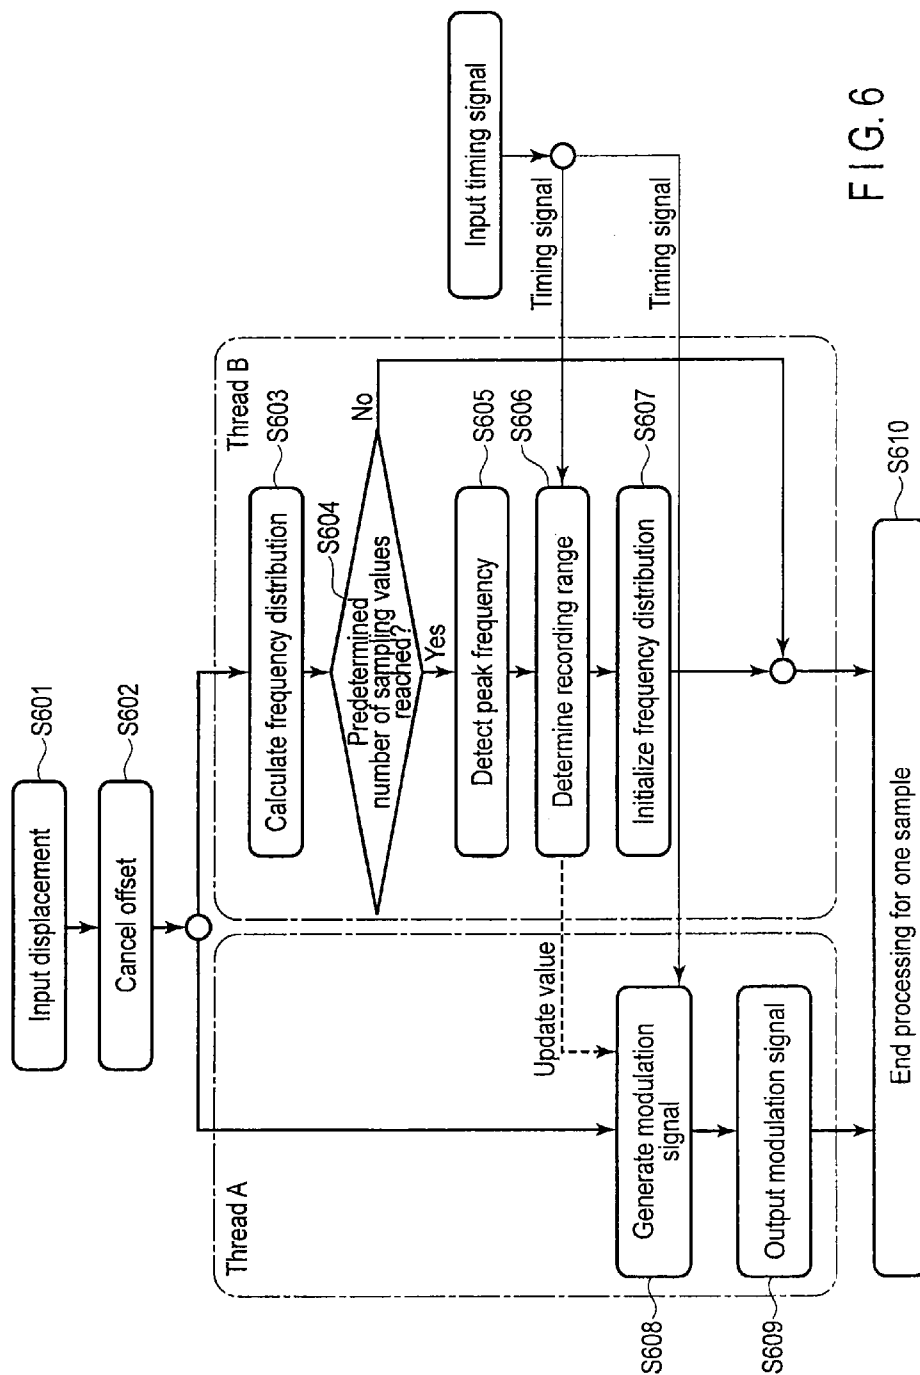 Input displacement
S601
Cancel offset
S602
Thread A
Thread B
Calculate frequency distribution
S603
S604
Predetermined
number of sampling values
reached?
No
Yes
Detect peak frequency
S605
Determine recording range
S606
Initialize frequency distribution
S607
Input timing signal
Timing signal
Timing signal
Update value
Generate modulation
signal
S608
Output modulation signal
S609
End processing for one sample
S610
FIG. 6